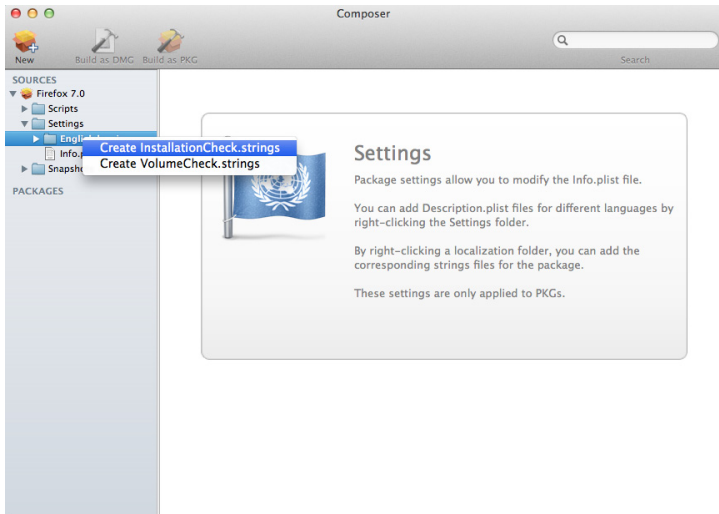 Composer
New
Build as DMG
Build as PKG
Search
SOURCES
Firefox 7.0
Scripts
Settings
Create InstallationCheck.strings
Create VolumeCheck.strings
PACKAGES
Settings
Package settings allow you to modify the Info.plist file.
You can add Description.plist files for different languages by
right-clicking the Settings folder.
By right-clicking a localization folder, you can add the
corresponding strings files for the package.
These settings are only applied to PKGs.